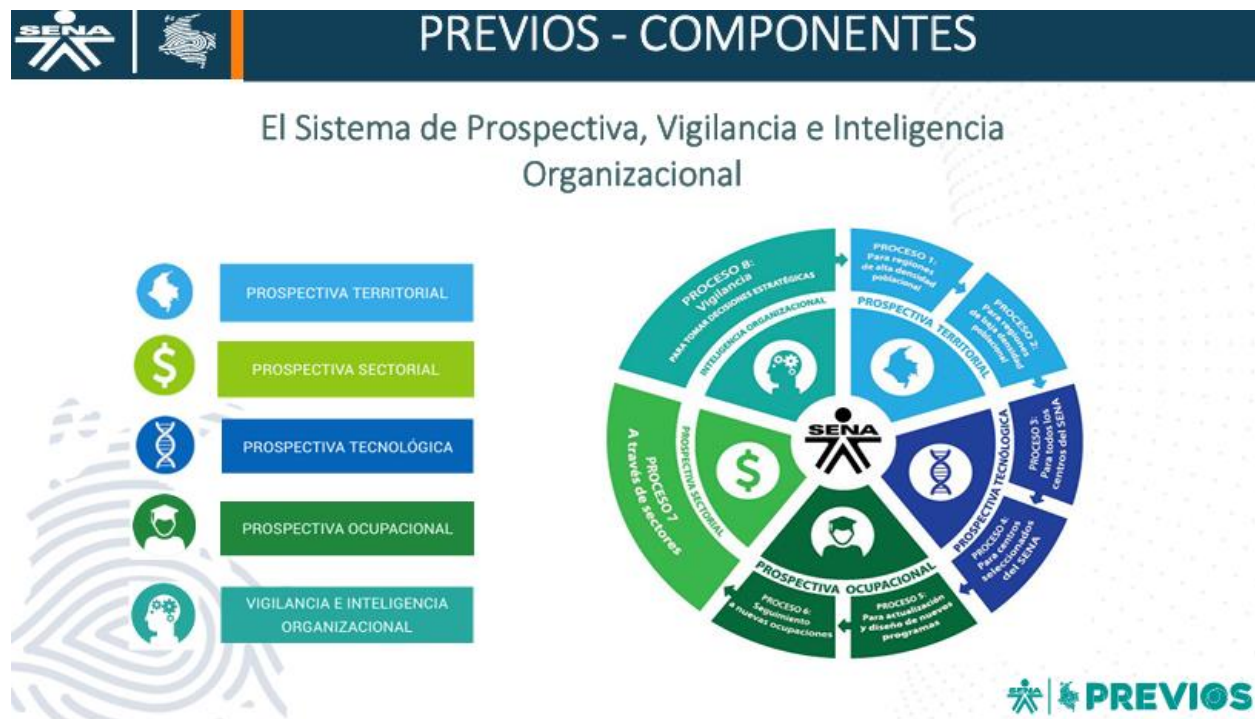 SENA
PREVIOS - COMPONENTES
El Sistema de Prospectiva, Vigilancia e Inteligencia
Organizacional
PROSPECTIVA TERRITORIAL
PROSPECTIVA SECTORIAL
PROSPECTIVA TECNOLÓGICA
PROSPECTIVA OCUPACIONAL
VIGILANCIA E INTELIGENCIA
ORGANIZACIONAL
PROCESO 1:
Para regiones
de alta densidad
poblacional
PROCESO 2:
Para regiones
de baja densidad
poblacional
PROSPECTIVA TERRITORIAL
PROCESO 3:
Para todos los
centros del SENA
PROCESO 4:
Para centros
seleccionados
del SENA
PROSPECTIVA TECNÓLOGICA
PROCESO 5:
Para actualización
y diseño de nuevos
programas
PROCESO 6:
Seguimiento
a nuevas ocupaciones
PROSPECTIVA OCUPACIONAL
PROCESO 7
A través de sectores
PROSPECTIVA SECTORIAL
PROCESO 8:
Vigilancia
PARA TOMAR DECISIONES ESTRATÉGICAS
INTELIGENCIA ORGANIZACIONAL
SENA
SENA
PREVIOS